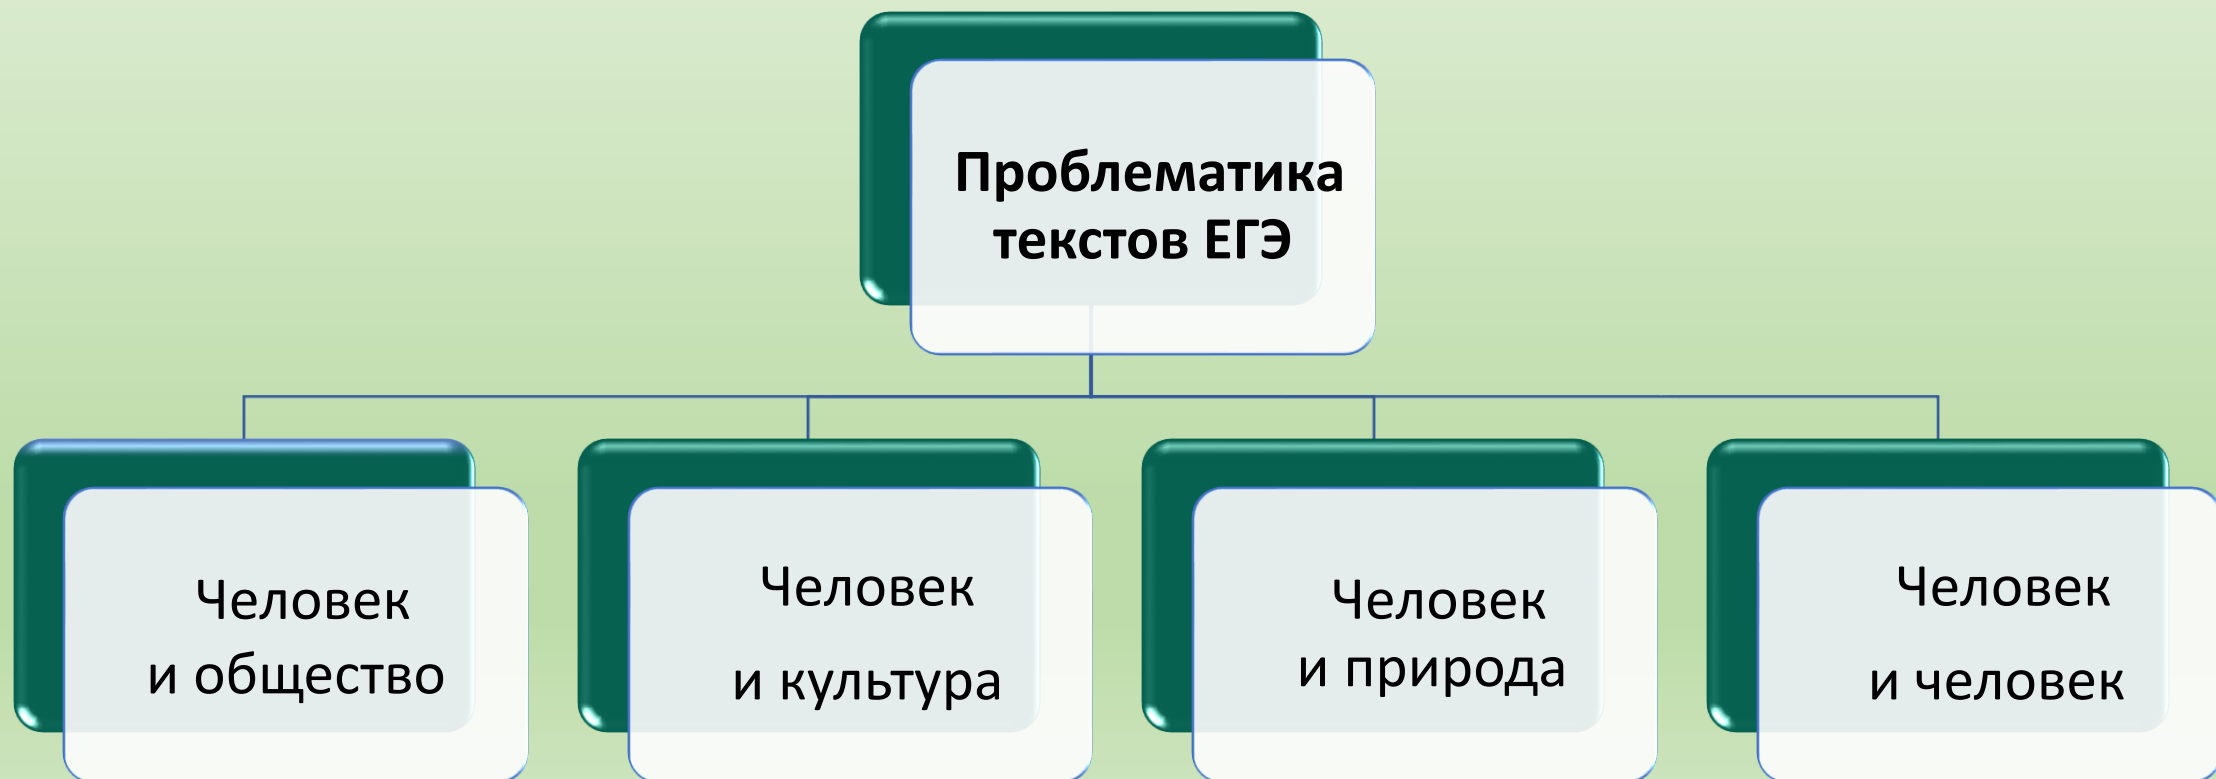 Проблематика
текстов ЕГЭ
Человек
и общество
Человек
и культура
Человек
и природа
Человек
и человек